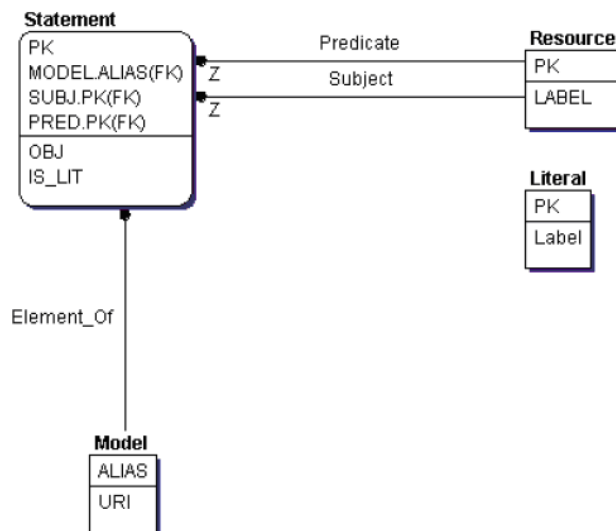 Statement
PK
MODEL.ALIAS(FK)
SUBJ.PK(FK)
PRED.PK(FK)
OBJ
IS_LIT
Predicate
Z
Subject
Z
Resource
PK
LABEL
Literal
PK
Label
Element_Of
Model
ALIAS
URI